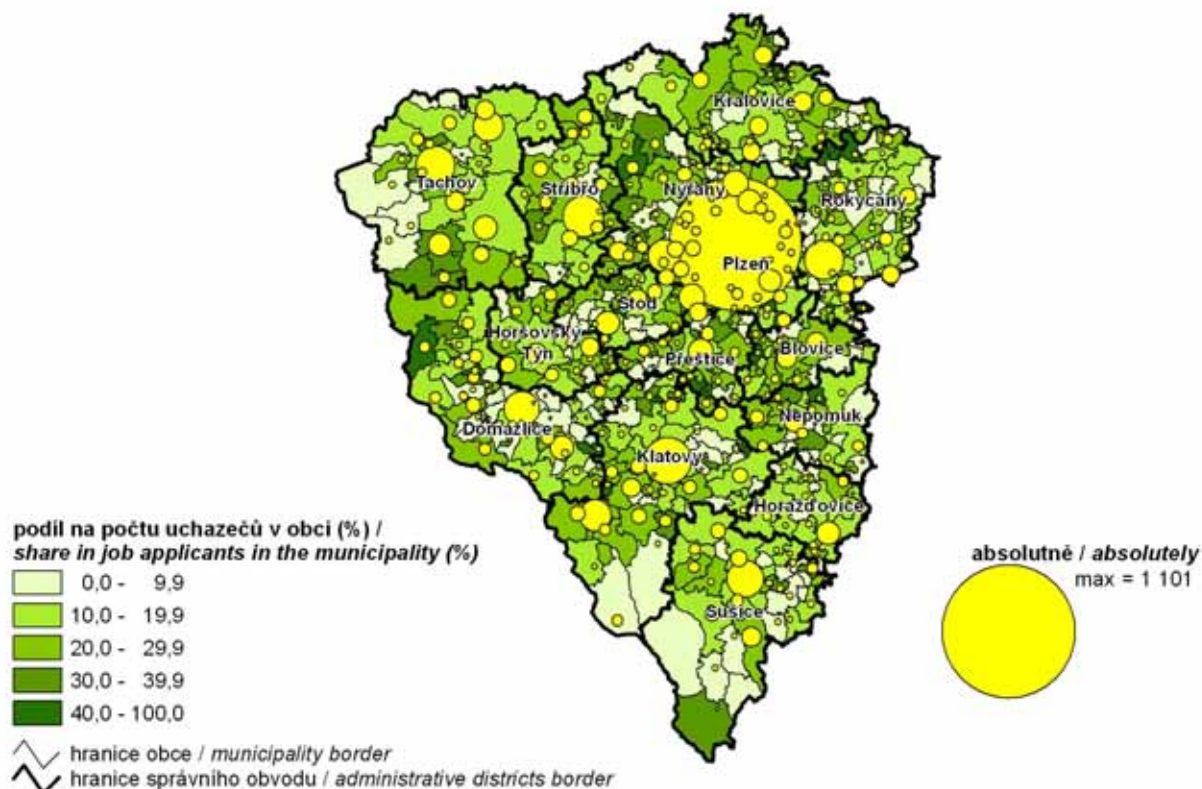 Kralovice
Tachov
Stříbro
Nýřany
Rokycany
Plzeň
Stod
Horšovský
Týn
Přeštice
Blovice
Nepomuk
Domažlice
Klatovy
Horažďovice
Sušice
podíl na počtu uchazečů v obci (%) /
share in job applicants in the municipality (%)
0,0 - 9,9
10,0 - 19,9
20,0 - 29,9
30,0 - 39,9
40,0 - 100,0
hranice obce / municipality border
hranice správního obvodu / administrative districts border
absolutně / absolutely
max = 1 101